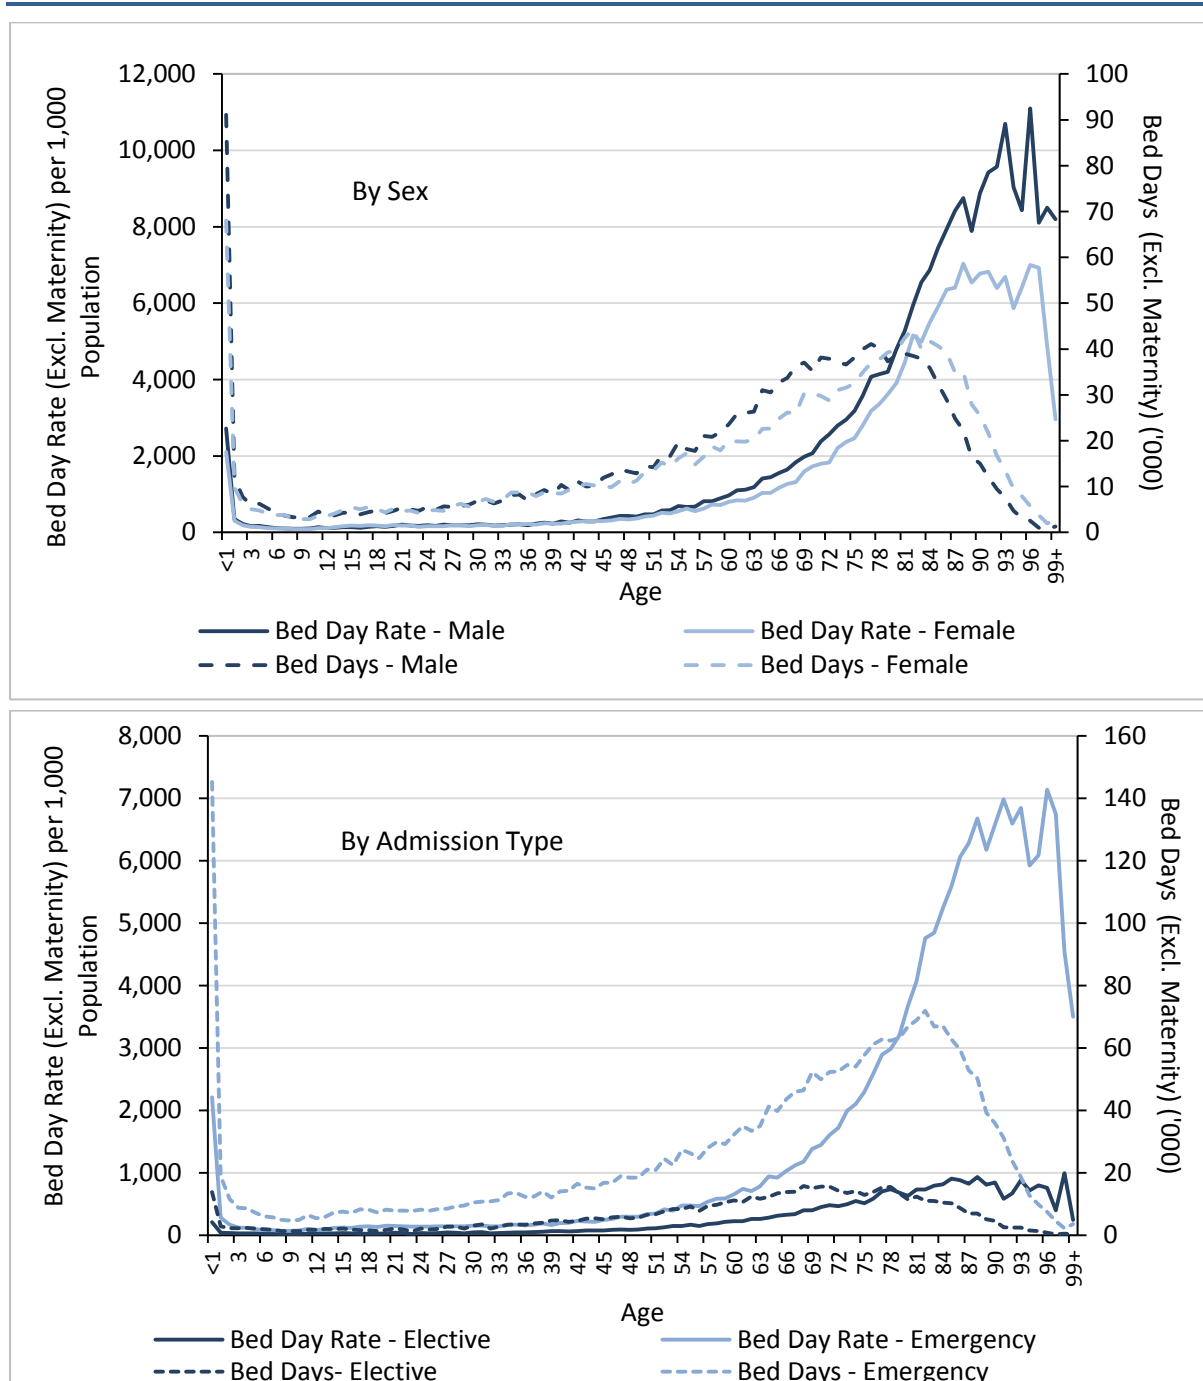 12,000
10,000
8,000
6,000
4,000
2,000
0
Bed Day Rate (Excl. Maternity) per 1,000
Population
By Sex
100
90
80
70
60
50
40
30
20
10
0
Bed Days (Excl. Maternity) ('000)
<1 3 6 9 12 15 18 21 24 27 30 33 36 39 42 45 48 51 54 57 60 63 66 69 72 75 78 81 84 87 90 93 96 99+
Age
Bed Day Rate - Male
Bed Day Rate - Female
Bed Days - Male
Bed Days - Female
8,000
7,000
6,000
5,000
4,000
3,000
2,000
1,000
0
Bed Day Rate (Excl. Maternity) per 1,000
Population
By Admission Type
160
140
120
100
80
60
40
20
0
Bed Days (Excl. Maternity) ('000)
<1 3 6 9 12 15 18 21 24 27 30 33 36 39 42 45 48 51 54 57 60 63 66 69 72 75 78 81 84 87 90 93 96 99+
Age
Bed Day Rate - Elective
Bed Day Rate - Emergency
Bed Days- Elective
Bed Days - Emergency